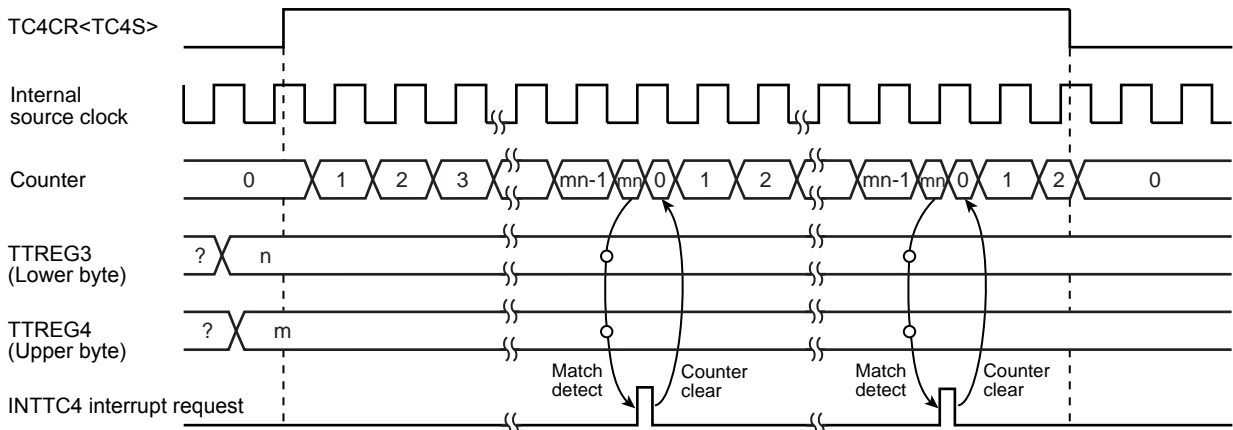 TC4CR<TC4S>
Internal
source clock
Counter 0 1 2 3 mn-1 mn 0 1 2 mn-1 mn 0 1 2 0
TTREG3
(Lower byte)
? n
TTREG4
(Upper byte)
? m
Match
detect
Counter
clear
Match
detect
Counter
clear
INTTC4 interrupt request